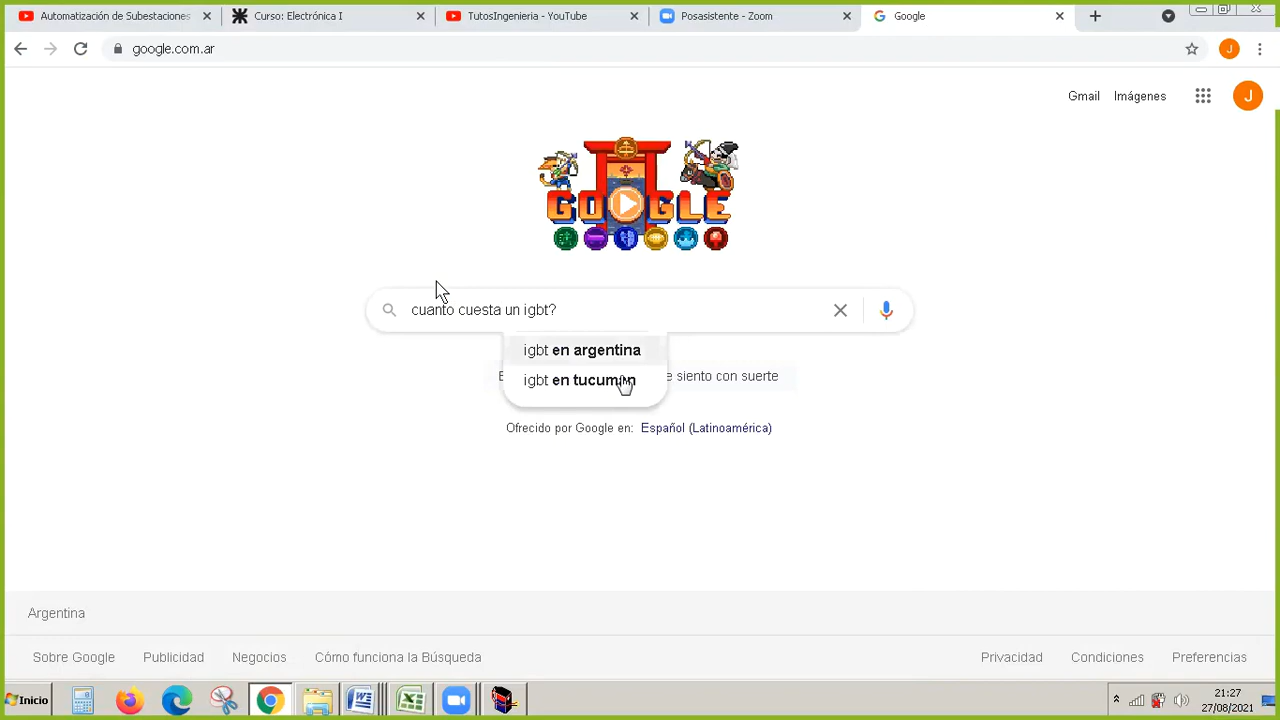 Automatización de Subestaciones
Curso: Electrónica I
TutosIngenieria - YouTube
Posasistente - Zoom
Google
google.com.ar
J
Gmail
Imágenes
J
GOOGLE
cuanto cuesta un igbt?
igbt en argentina
igbt en tucumán
e siento con suerte
Ofrecido por Google en: Español (Latinoamérica)
Argentina
Sobre Google
Publicidad
Negocios
Cómo funciona la Búsqueda
Privacidad
Condiciones
Preferencias
Inicio
21:27
27/08/2021